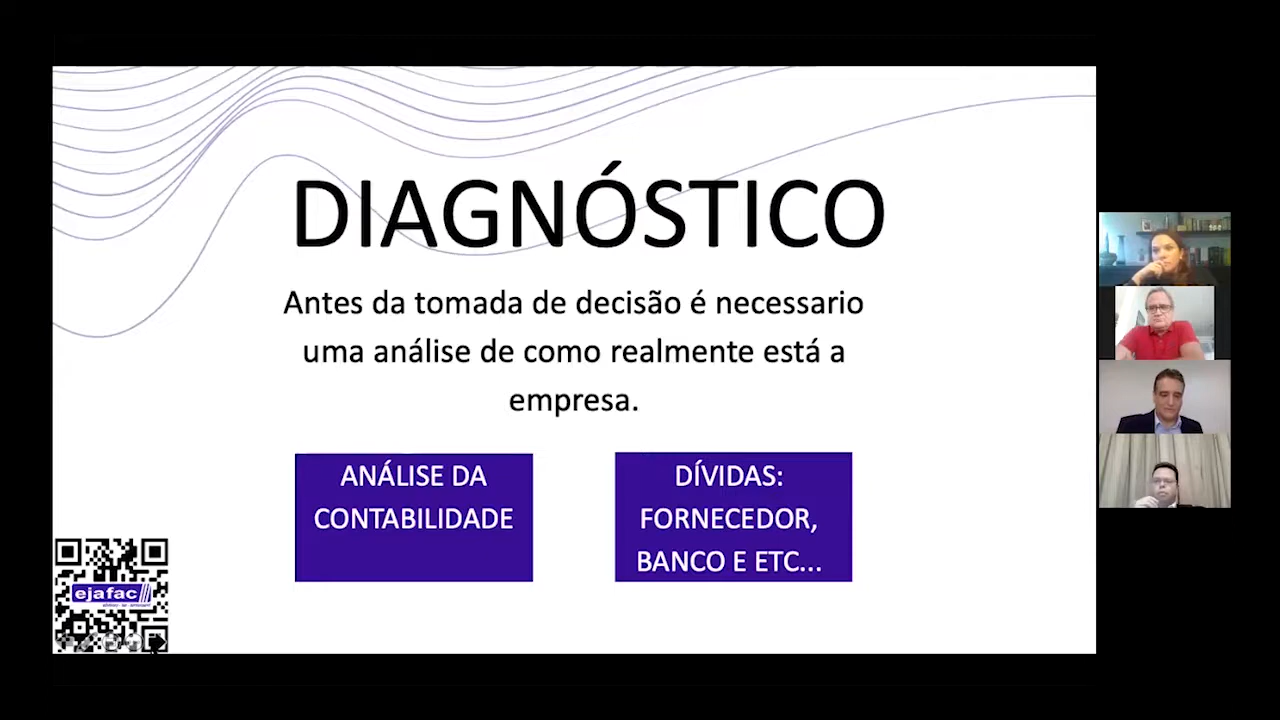 DIAGNÓSTICO
Antes da tomada de decisão é necessario
uma análise de como realmente está a
empresa.
ANÁLISE DA
CONTABILIDADE
DÍVIDAS:
FORNECEDOR,
BANCO E ETC...
ejafac